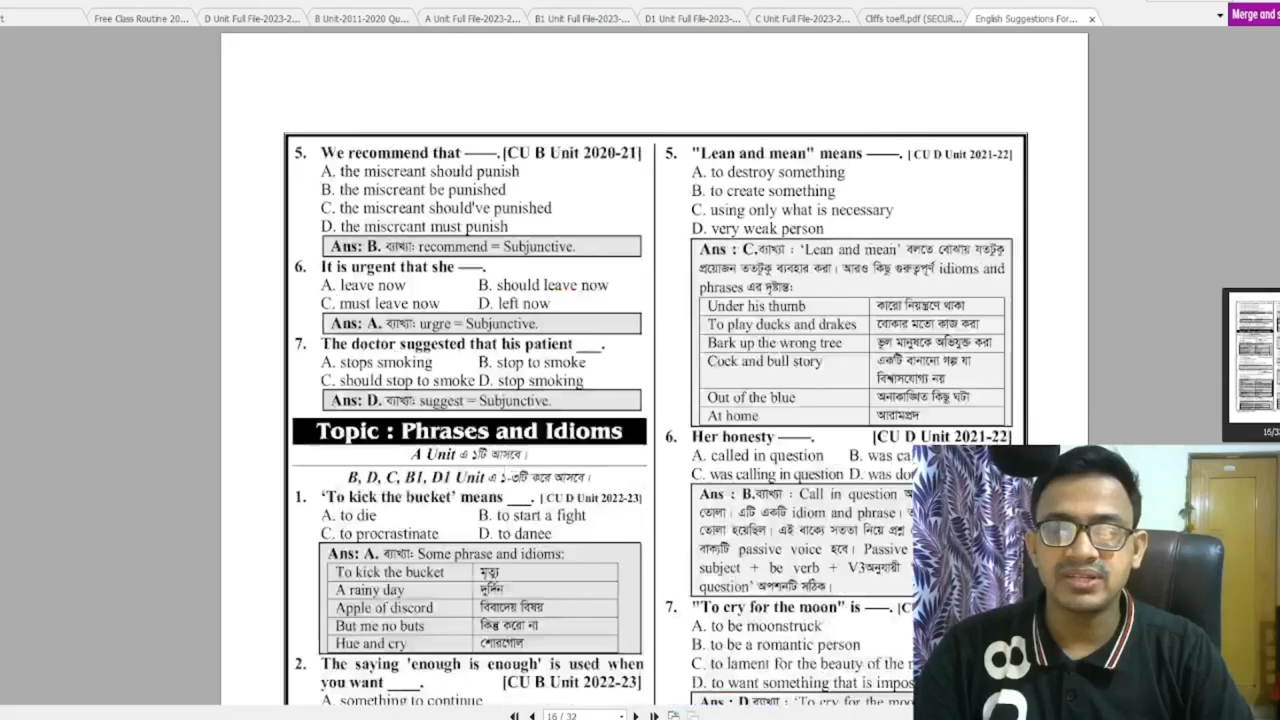 Free Class Routine 20...
D Unit Full File-2023-2...
B Unit-2011-2020 Qu...
A Unit Full File-2023-2...
B1 Unit Full File-2023-...
D1 Unit Full File-2023-...
C Unit Full File-2023-2...
Cliffs toefl.pdf (SECUR...
English Suggestions For...
Merge and s
5. We recommend that ——. [CU B Unit 2020-21]
A. the miscreant should punish
B. the miscreant be punished
C. the miscreant should've punished
D. the miscreant must punish
Ans: B. ব্যাখ্যা: recommend = Subjunctive.
6. It is urgent that she ——.
A. leave now B. should leave now
C. must leave now D. left now
Ans: A. ব্যাখ্যা: urgre = Subjunctive.
7. The doctor suggested that his patient ___.
A. stops smoking B. stop to smoke
C. should stop to smoke D. stop smoking
Ans: D. ব্যাখ্যা: suggest = Subjunctive.
Topic : Phrases and Idioms
A Unit এ ১টি আসবে।
B, D, C, B1, D1 Unit এ ১-৩টি করে আসবে।
1. 'To kick the bucket' means ___. [ CU D Unit 2022-23]
A. to die B. to start a fight
C. to procrastinate D. to danee
Ans: A. ব্যাখ্যা: Some phrase and idioms:
To kick the bucket মৃত্যু
A rainy day দুর্দিন
Apple of discord বিবাদের বিষয়
But me no buts কিন্তু করো না
Hue and cry শোরগোল
2. The saying 'enough is enough' is used when
you want ____. [CU B Unit 2022-23]
A. something to continue
5. "Lean and mean" means ——. [ CU D Unit 2021-22]
A. to destroy something
B. to create something
C. using only what is necessary
D. very weak person
Ans : C.ব্যাখ্যা : 'Lean and mean' বলতে বোঝায় যতটুকু
প্রয়োজন ততটুকু ব্যবহার করা। আরও কিছু গুরুত্বপূর্ণ idioms and
phrases এর দৃষ্টান্ত:
Under his thumb কারো নিয়ন্ত্রণে থাকা
To play ducks and drakes বোকার মতো কাজ করা
Bark up the wrong tree ভুল মানুষকে অভিযুক্ত করা
Cock and bull story একটি বানানো গল্প যা
বিশ্বাসযোগ্য নয়
Out of the blue অনাকাঙ্ক্ষিত কিছু ঘটা
At home আরামপ্রদ
6. Her honesty ——. [CU D Unit 2021-22]
A. called in question B. was ca
C. was calling in question D. was do
Ans : B.ব্যাখ্যা : Call in question
তোলা। এটি একটি idiom and phrase।
তোলা হয়েছিল। এই বাক্যে সততা নিয়ে প্রশ্ন
বাক্যটি passive voice হবে। Passive
subject + be verb + V3অনুযায়ী
question' অপশনটি সঠিক।
7. "To cry for the moon" is ——. [C
A. to be moonstruck
B. to be a romantic person
C. to lament for the beauty of the
D. to want something that is impos
Ans : D.ব্যাখ্যা : 'To cry for the
16 / 32
16/3